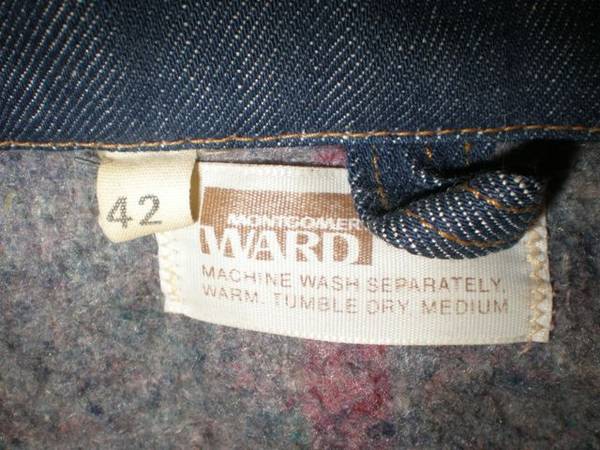 42
MONTGOMER
WARD
MACHINE WASH SEPARATELY,
WARM. TUMBLE DRY, MEDIUM